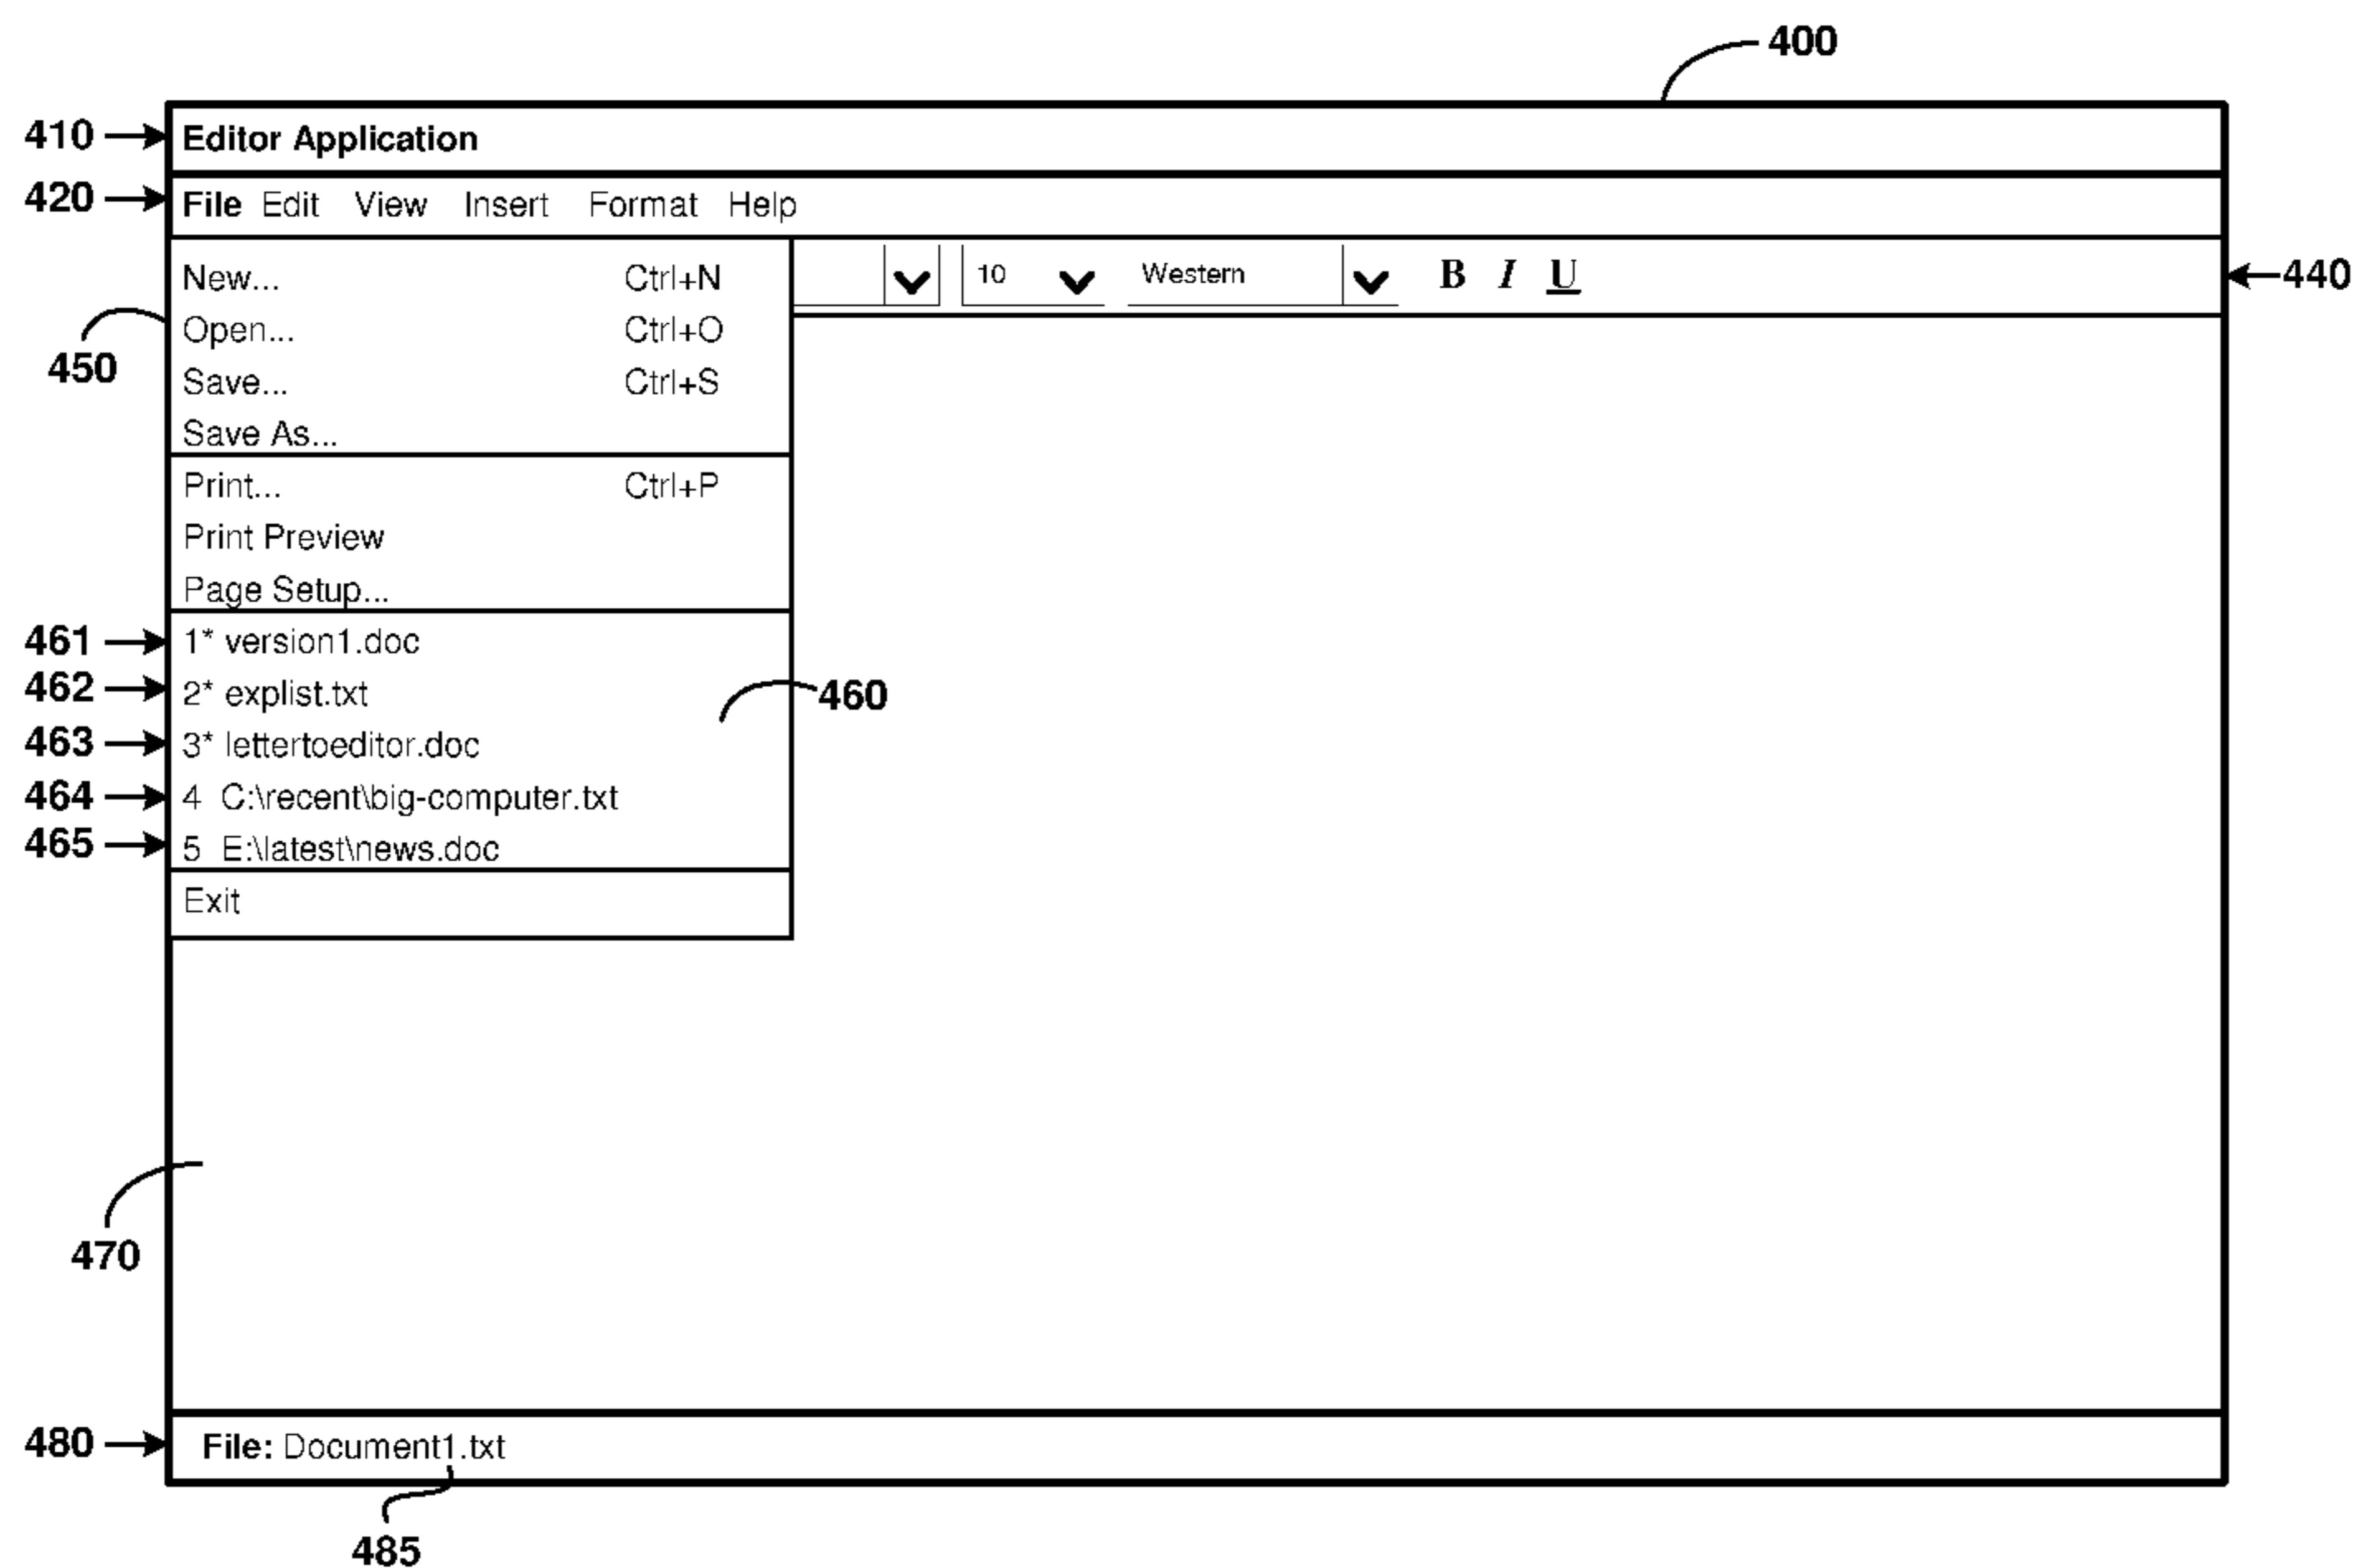 400
410 Editor Application
420 File Edit View Insert Format Help
New... Ctrl+N 10 Western B I U 440
450 Open... Ctrl+O
Save... Ctrl+S
Save As...
Print... Ctrl+P
Print Preview
Page Setup...
461 1* version1.doc
462 2* explist.txt 460
463 3* lettertoeditor.doc
464 4 C:\recent\big-computer.txt
465 5 E:\latest\news.doc
Exit
470
480 File: Document1.txt
485